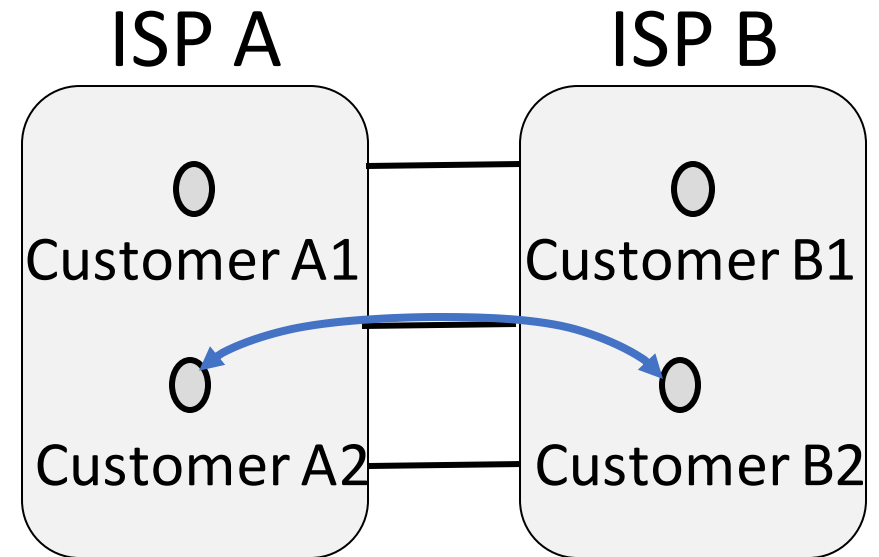 ISP A
ISP B
Customer A1
Customer B1
Customer A2
Customer B2